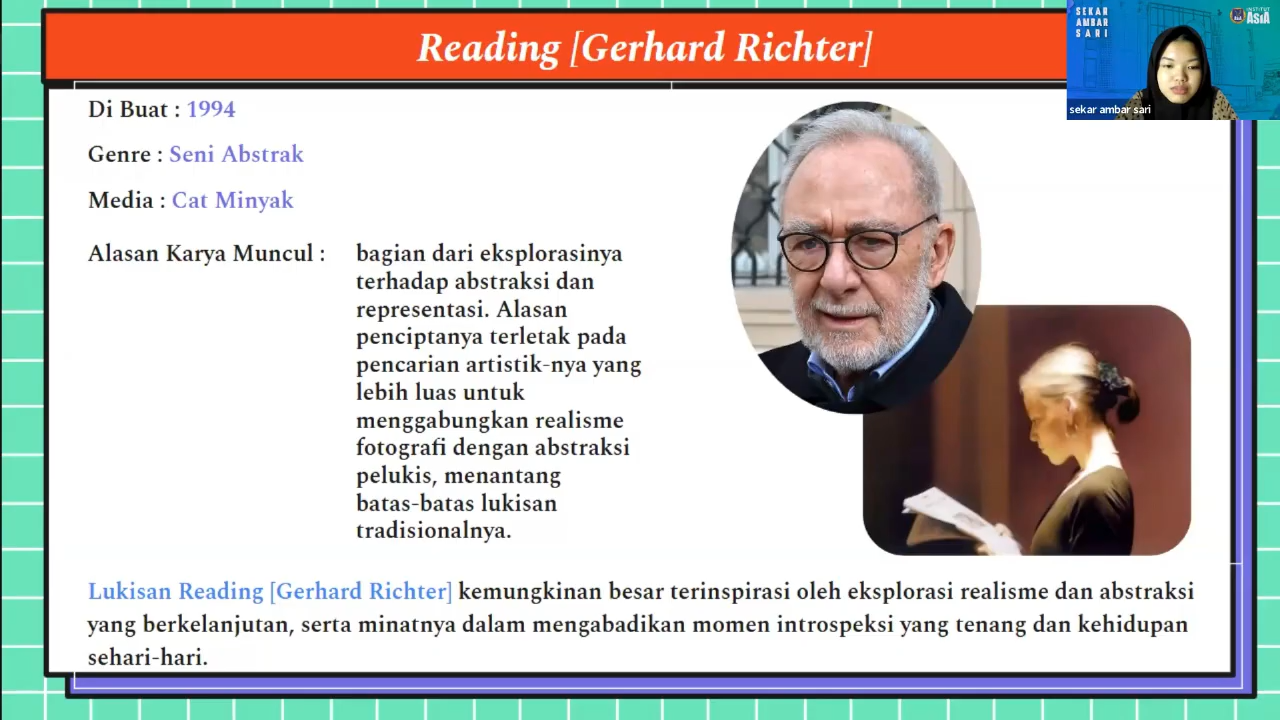 Reading [Gerhard Richter]
SEKAR
AMBAR
SARI
INSTITUT
ASIA
sekar ambar sari
Di Buat : 1994
Genre : Seni Abstrak
Media : Cat Minyak
Alasan Karya Muncul :
bagian dari eksplorasinya
terhadap abstraksi dan
representasi. Alasan
penciptanya terletak pada
pencarian artistik-nya yang
lebih luas untuk
menggabungkan realisme
fotografi dengan abstraksi
pelukis, menantang
batas-batas lukisan
tradisionalnya.
Lukisan Reading [Gerhard Richter] kemungkinan besar terinspirasi oleh eksplorasi realisme dan abstraksi
yang berkelanjutan, serta minatnya dalam mengabadikan momen introspeksi yang tenang dan kehidupan
sehari-hari.